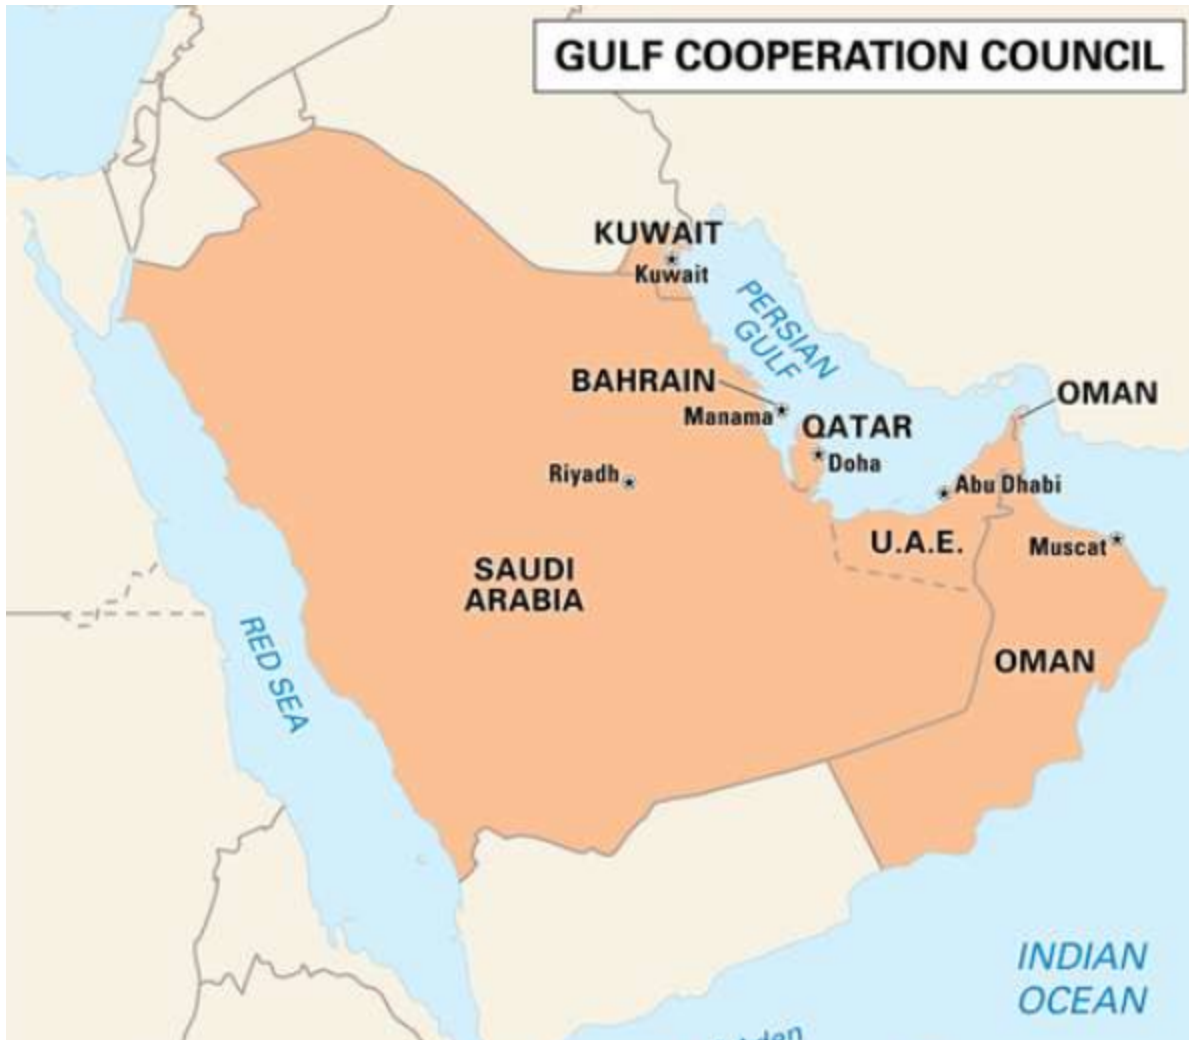 GULF COOPERATION COUNCIL
KUWAIT
Kuwait
PERSIAN
GULF
BAHRAIN
Manama
QATAR
Doha
OMAN
Riyadh
Abu Dhabi
U.A.E.
Muscat
SAUDI
ARABIA
RED SEA
OMAN
INDIAN
OCEAN